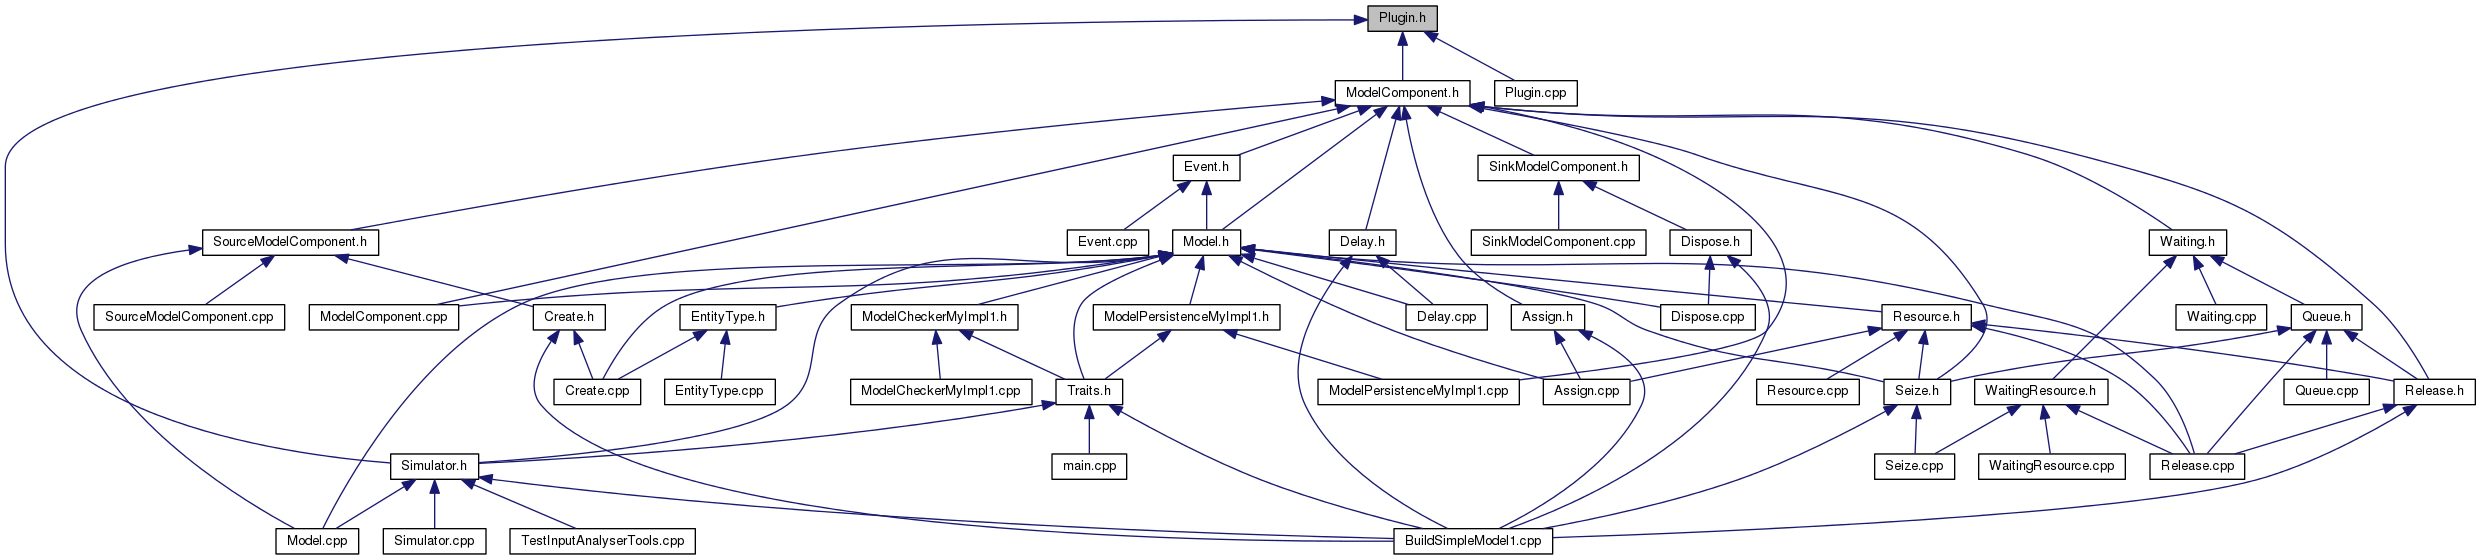 Plugin.h
ModelComponent.h
Plugin.cpp
Event.h
SinkModelComponent.h
SourceModelComponent.h
Event.cpp
Model.h
Delay.h
SinkModelComponent.cpp
Dispose.h
Waiting.h
SourceModelComponent.cpp
ModelComponent.cpp
Create.h
EntityType.h
ModelCheckerMyImpl1.h
ModelPersistenceMyImpl1.h
Delay.cpp
Assign.h
Dispose.cpp
Resource.h
Waiting.cpp
Queue.h
Create.cpp
EntityType.cpp
ModelCheckerMyImpl1.cpp
Traits.h
ModelPersistenceMyImpl1.cpp
Assign.cpp
Resource.cpp
Seize.h
WaitingResource.h
Queue.cpp
Release.h
Simulator.h
main.cpp
Seize.cpp
WaitingResource.cpp
Release.cpp
Model.cpp
Simulator.cpp
TestInputAnalyserTools.cpp
BuildSimpleModel1.cpp